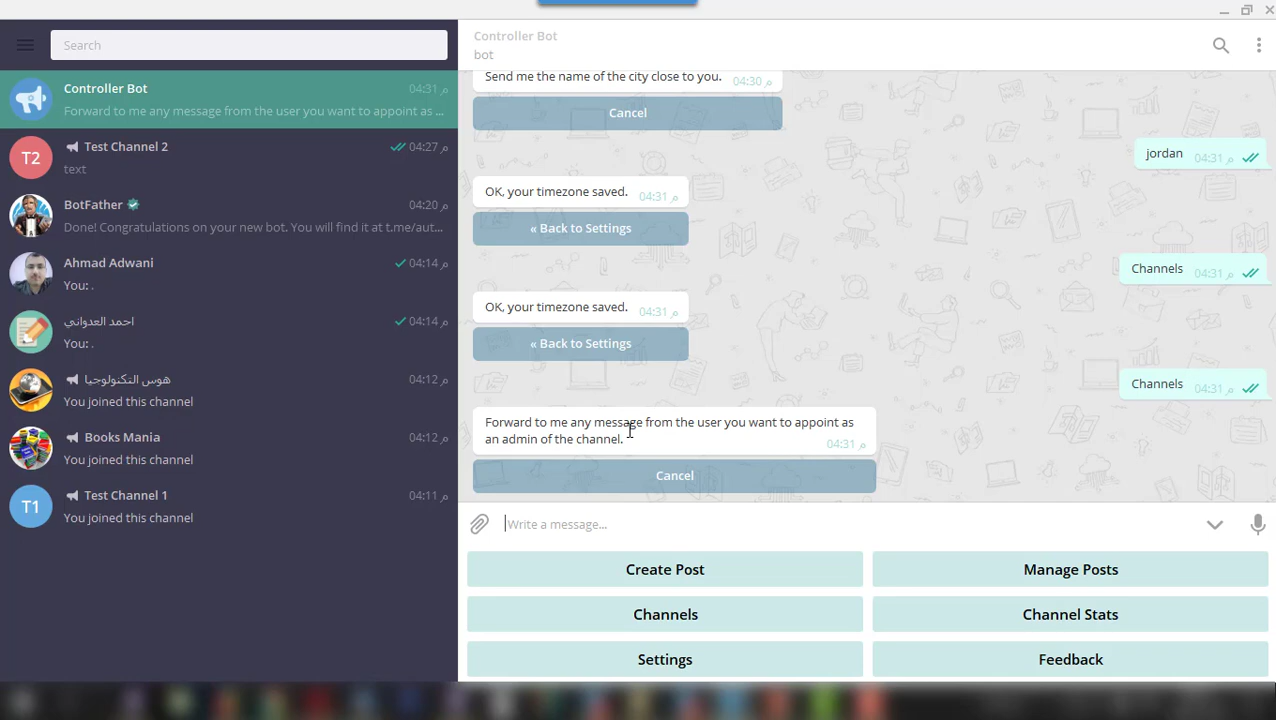 Search
Controller Bot
04:31 م
Forward to me any message from the user you want to appoint as ...
Test Channel 2
04:27 م
text
BotFather
04:20 م
Done! Congratulations on your new bot. You will find it at t.me/aut...
Ahmad Adwani
04:14 م
You: .
احمد العدواني
04:14 م
You: .
هوس التكنولوجيا
04:12 م
You joined this channel
Books Mania
04:12 م
You joined this channel
T2
T1
Test Channel 1
04:11 م
You joined this channel
Controller Bot
bot
Send me the name of the city close to you.
04:30 م
Cancel
jordan
04:31 م
OK, your timezone saved.
04:31 م
« Back to Settings
Channels
04:31 م
OK, your timezone saved.
04:31 م
« Back to Settings
Channels
04:31 م
Forward to me any message from the user you want to appoint as
an admin of the channel.
04:31 م
Cancel
Write a message...
Create Post
Manage Posts
Channels
Channel Stats
Settings
Feedback